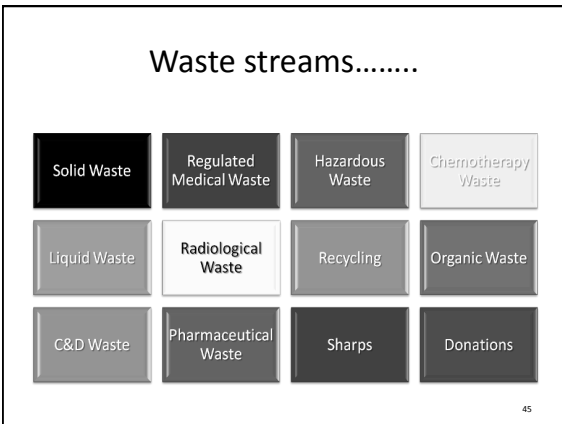 Waste streams……..
Solid Waste
Regulated
Medical Waste
Hazardous
Waste
Chemotherapy
Waste
Liquid Waste
Radiological
Waste
Recycling
Organic Waste
C&D Waste
Pharmaceutical
Waste
Sharps
Donations
45